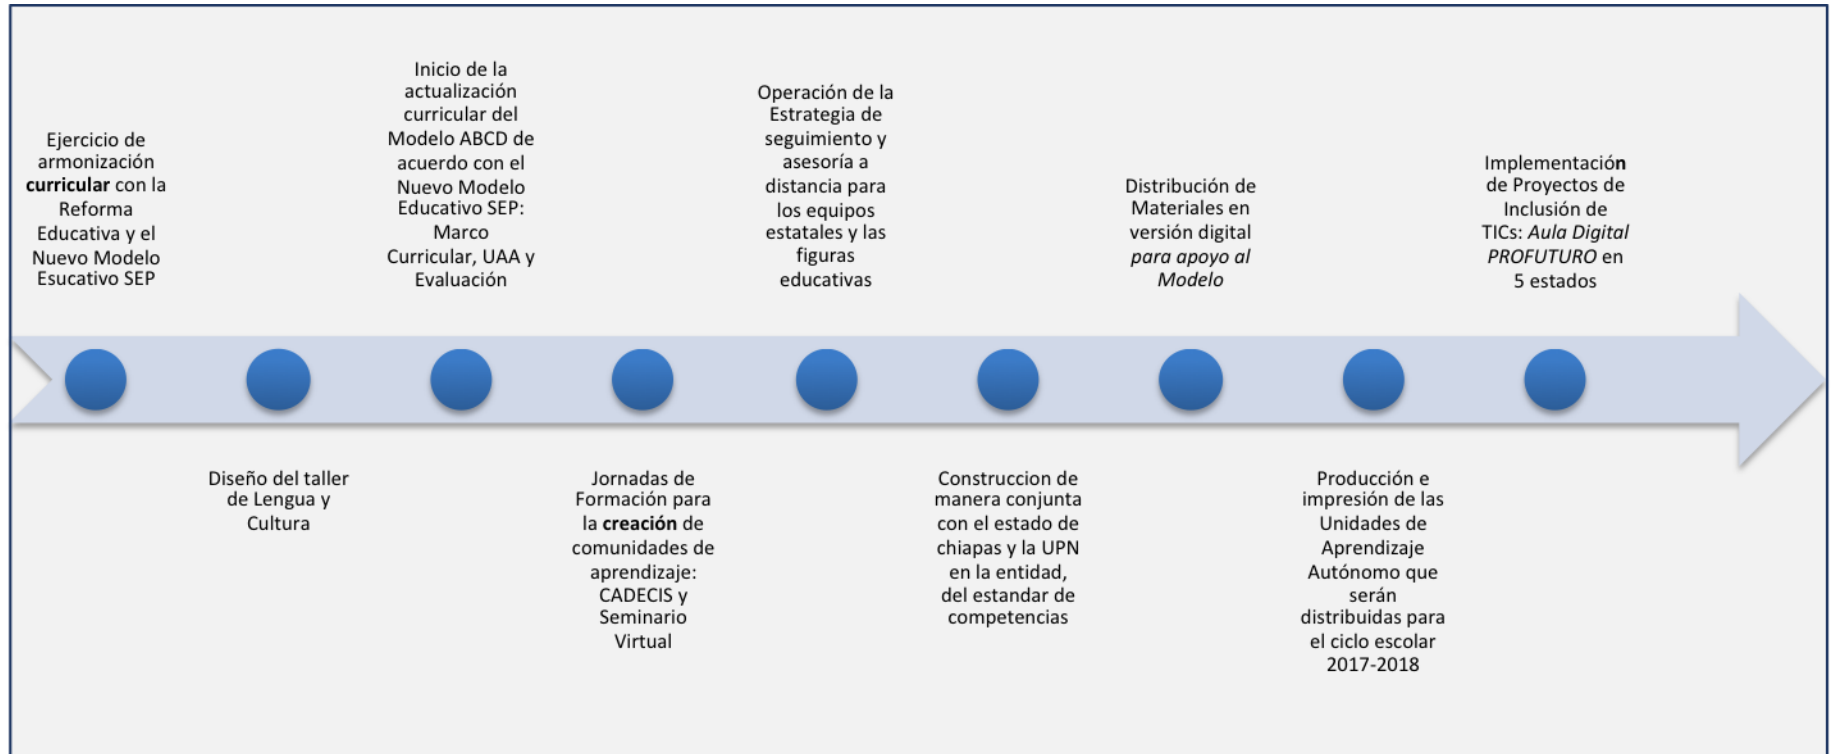 Ejercicio de
armonización
curricular con la
Reforma
Educativa y el
Nuevo Modelo
Esucativo SEP
Diseño del taller
de Lengua y
Cultura
Inicio de la
actualización
curricular del
Modelo ABCD de
acuerdo con el
Nuevo Modelo
Educativo SEP:
Marco
Curricular, UAA y
Evaluación
Jornadas de
Formación para
la creación de
comunidades de
aprendizaje:
CADECIS y
Seminario
Virtual
Operación de la
Estrategia de
seguimiento y
asesoría a
distancia para
los equipos
estatales y las
figuras
educativas
Construccion de
manera conjunta
con el estado de
chiapas y la UPN
en la entidad,
del estandar de
competencias
Distribución de
Materiales en
versión digital
para apoyo al
Modelo
Producción e
impresión de las
Unidades de
Aprendizaje
Autónomo que
serán
distribuidas para
el ciclo escolar
2017-2018
Implementación
de Proyectos de
Inclusión de
TICs: Aula Digital
PROFUTURO en
5 estados